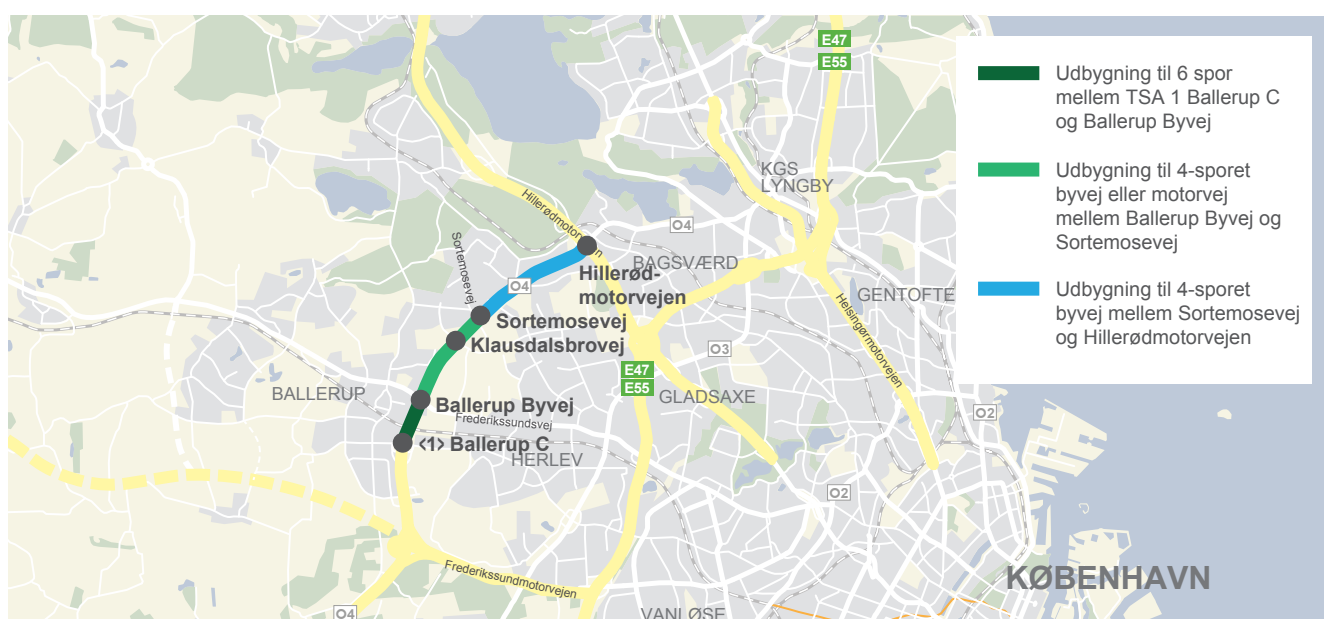 E47
E55
Udbygning til 6 spor
mellem TSA 1 Ballerup C
og Ballerup Byvej
Udbygning til 4-sporet
byvej eller motorvej
mellem Ballerup Byvej og
Sortemosevej
Udbygning til 4-sporet
byvej mellem Sortemosevej
og Hillerødmotorvejen
KGS
LYNGBY
Hillerødmotorvejen
O4
Sortemosevej
BAGSVÆRD
Hillerød-
motorvejen
O4
GENTOFTE
Helsingørmotorvejen
Sortemosevej
Klausdalsbrovej
O3
E47
E55
BALLERUP
GLADSAXE
Ballerup Byvej
O2
Frederikssundsvej
‹1› Ballerup C
HERLEV
O2
Frederikssundmotorvejen
KØBENHAVN
O4
VANLØSE